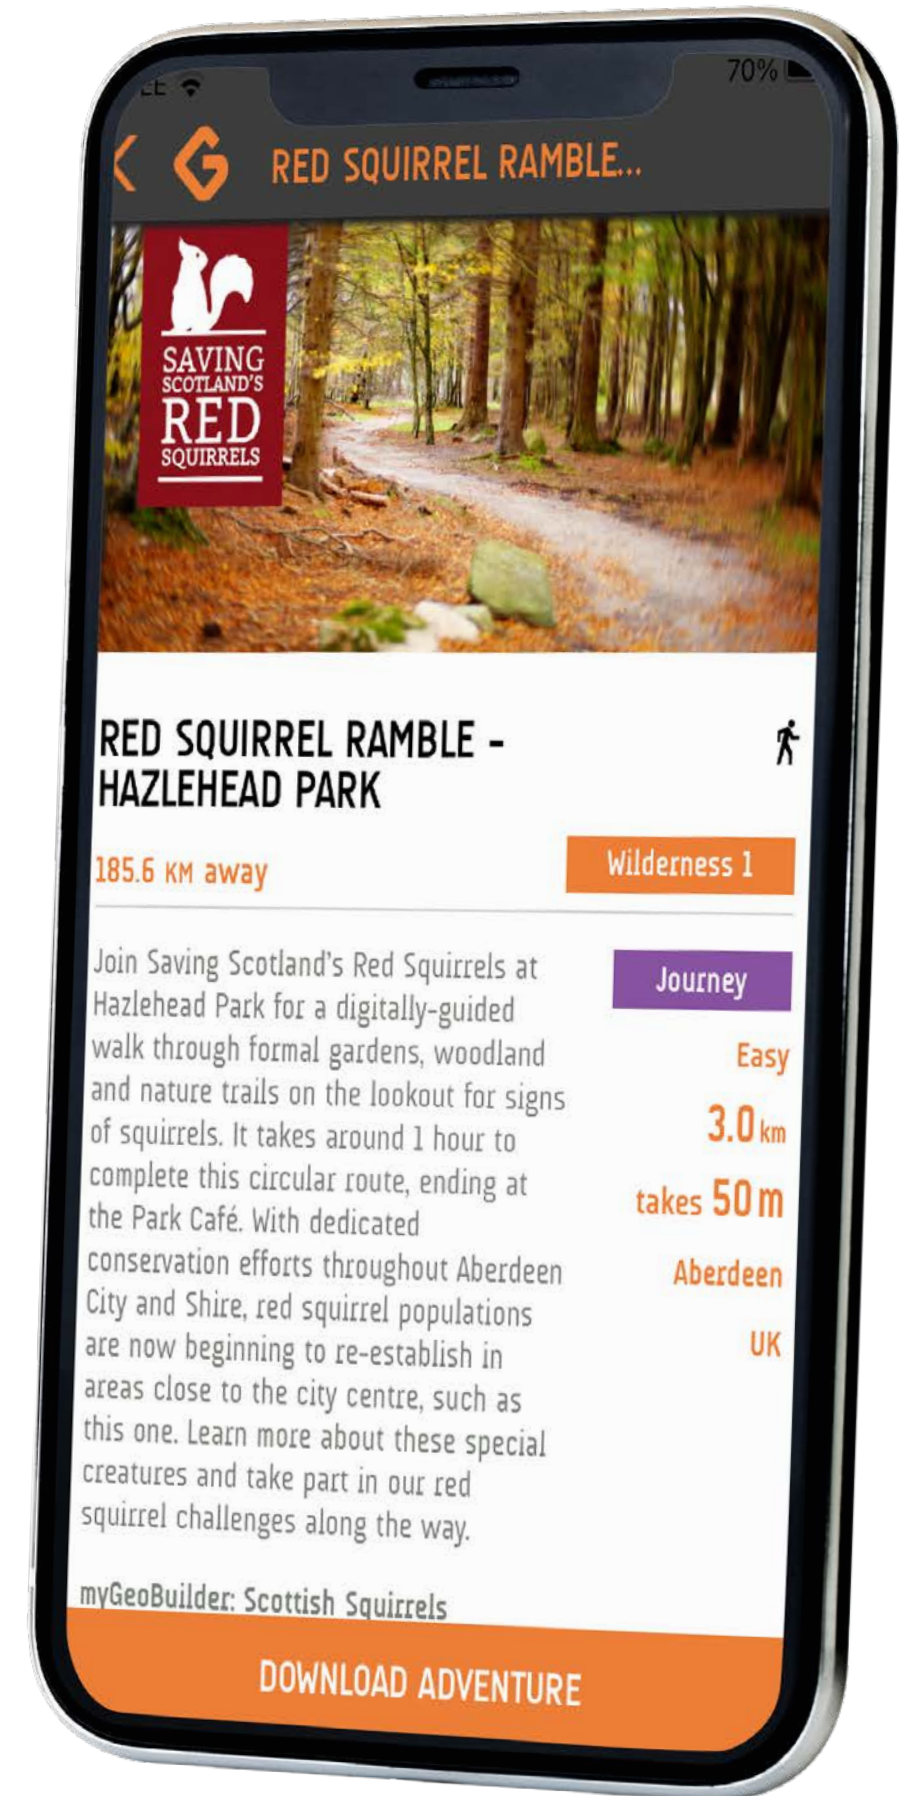 70%
RED SQUIRREL RAMBLE...
SAVING
SCOTLAND'S
RED
SQUIRRELS
RED SQUIRREL RAMBLE -
HAZLEHEAD PARK
185.6 KM away
Wilderness 1
Join Saving Scotland's Red Squirrels at
Hazlehead Park for a digitally-guided
walk through formal gardens, woodland
and nature trails on the lookout for signs
of squirrels. It takes around 1 hour to
complete this circular route, ending at
the Park Café. With dedicated
conservation efforts throughout Aberdeen
City and Shire, red squirrel populations
are now beginning to re-establish in
areas close to the city centre, such as
this one. Learn more about these special
creatures and take part in our red
squirrel challenges along the way.
myGeoBuilder: Scottish Squirrels
Journey
Easy
3.0 km
takes 50 m
Aberdeen
UK
DOWNLOAD ADVENTURE